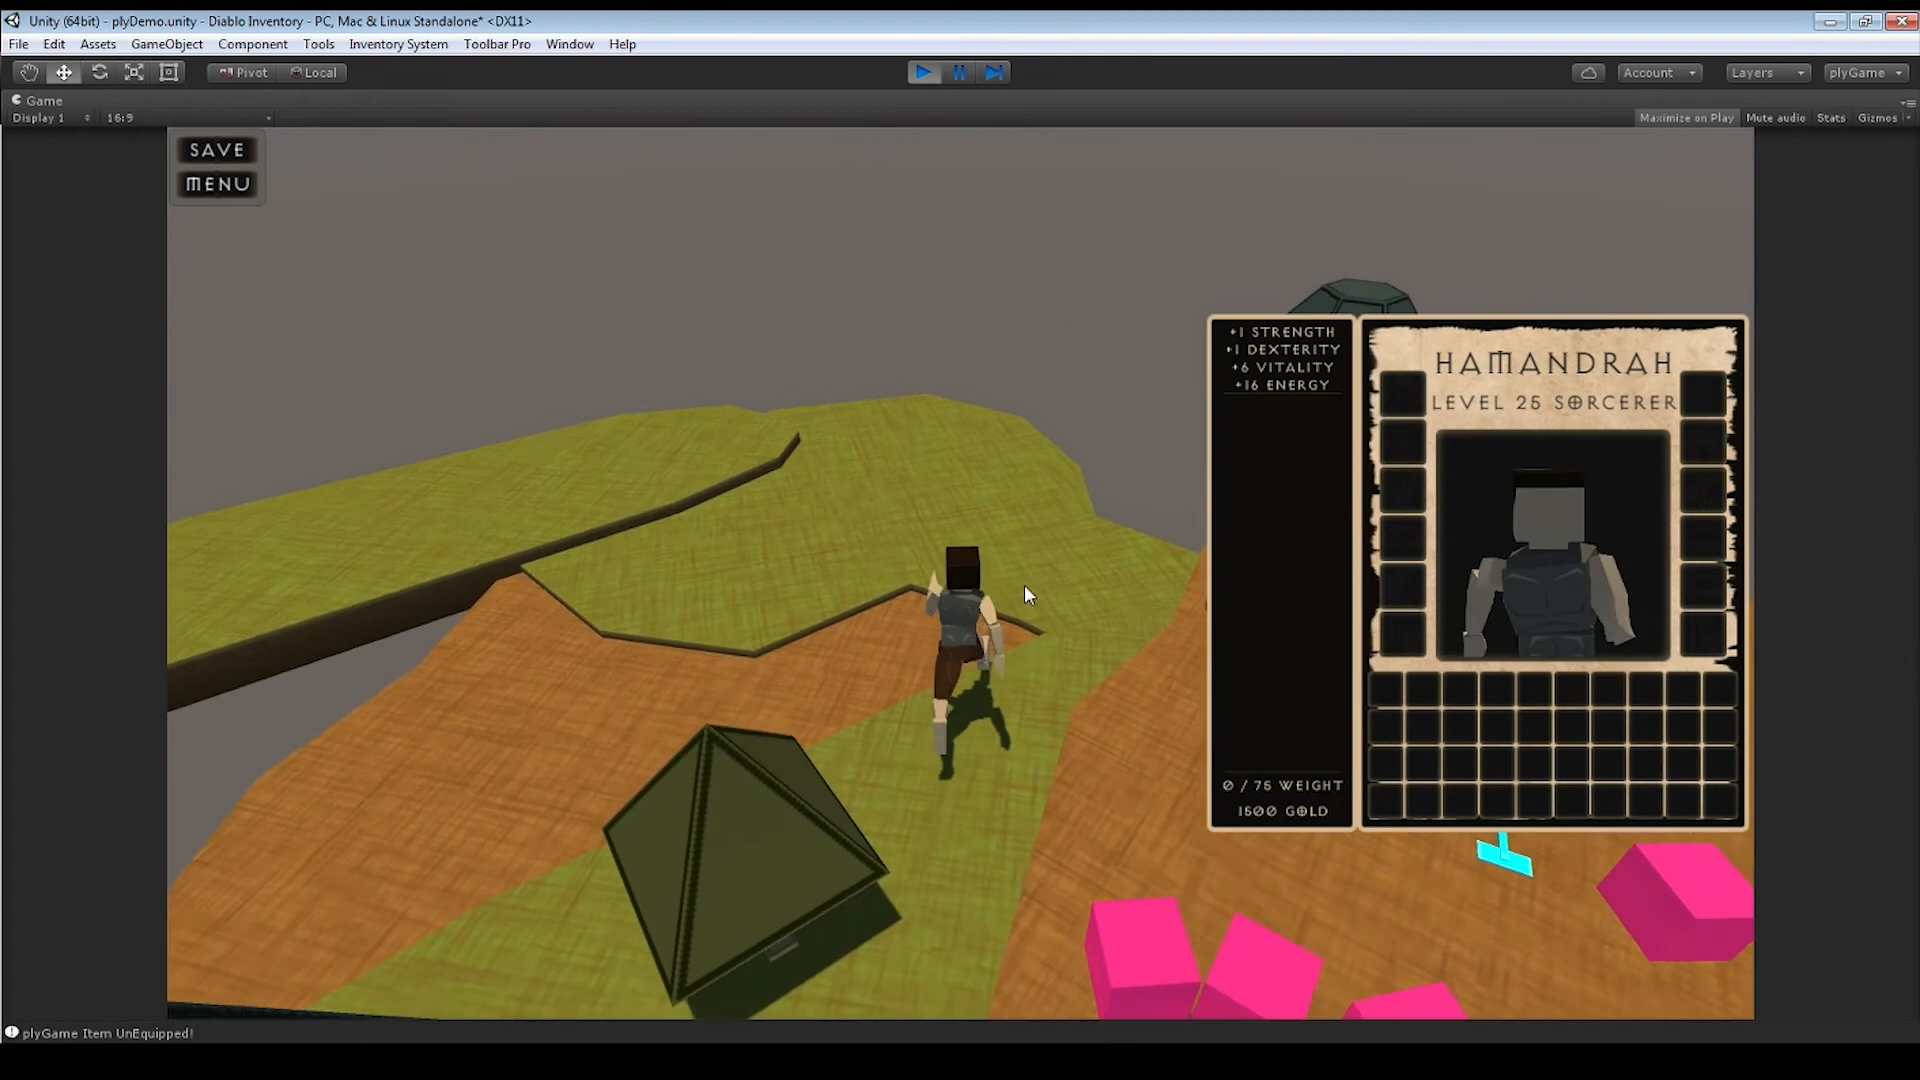 Unity (64bit) - plyDemo.unity - Diablo Inventory - PC, Mac & Linux Standalone* <DX11>
File Edit Assets GameObject Component Tools Inventory System Toolbar Pro Window Help
Pivot Local Account Layers plyGame
Game
Display 1 16:9 Maximize on Play Mute audio Stats Gizmos
SAVE
MENU
+1 STRENGTH
+1 DEXTERITY
+6 VITALITY
+16 ENERGY
HAMANDRAH
LEVEL 25 SORCERER
0 / 75 WEIGHT
1500 GOLD
plyGame Item UnEquipped!